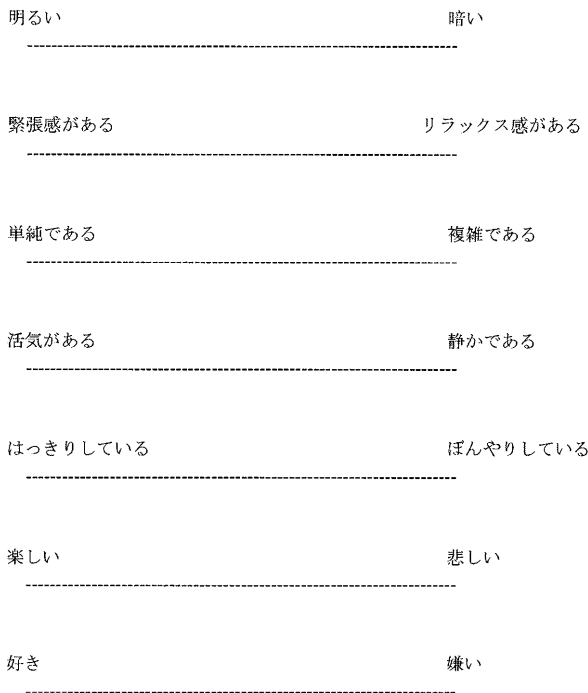 明るい 暗い
緊張感がある リラックス感がある
単純である 複雑である
活気がある 静かである
はっきりしている ぼんやりしている
楽しい 悲しい
好き 嫌い